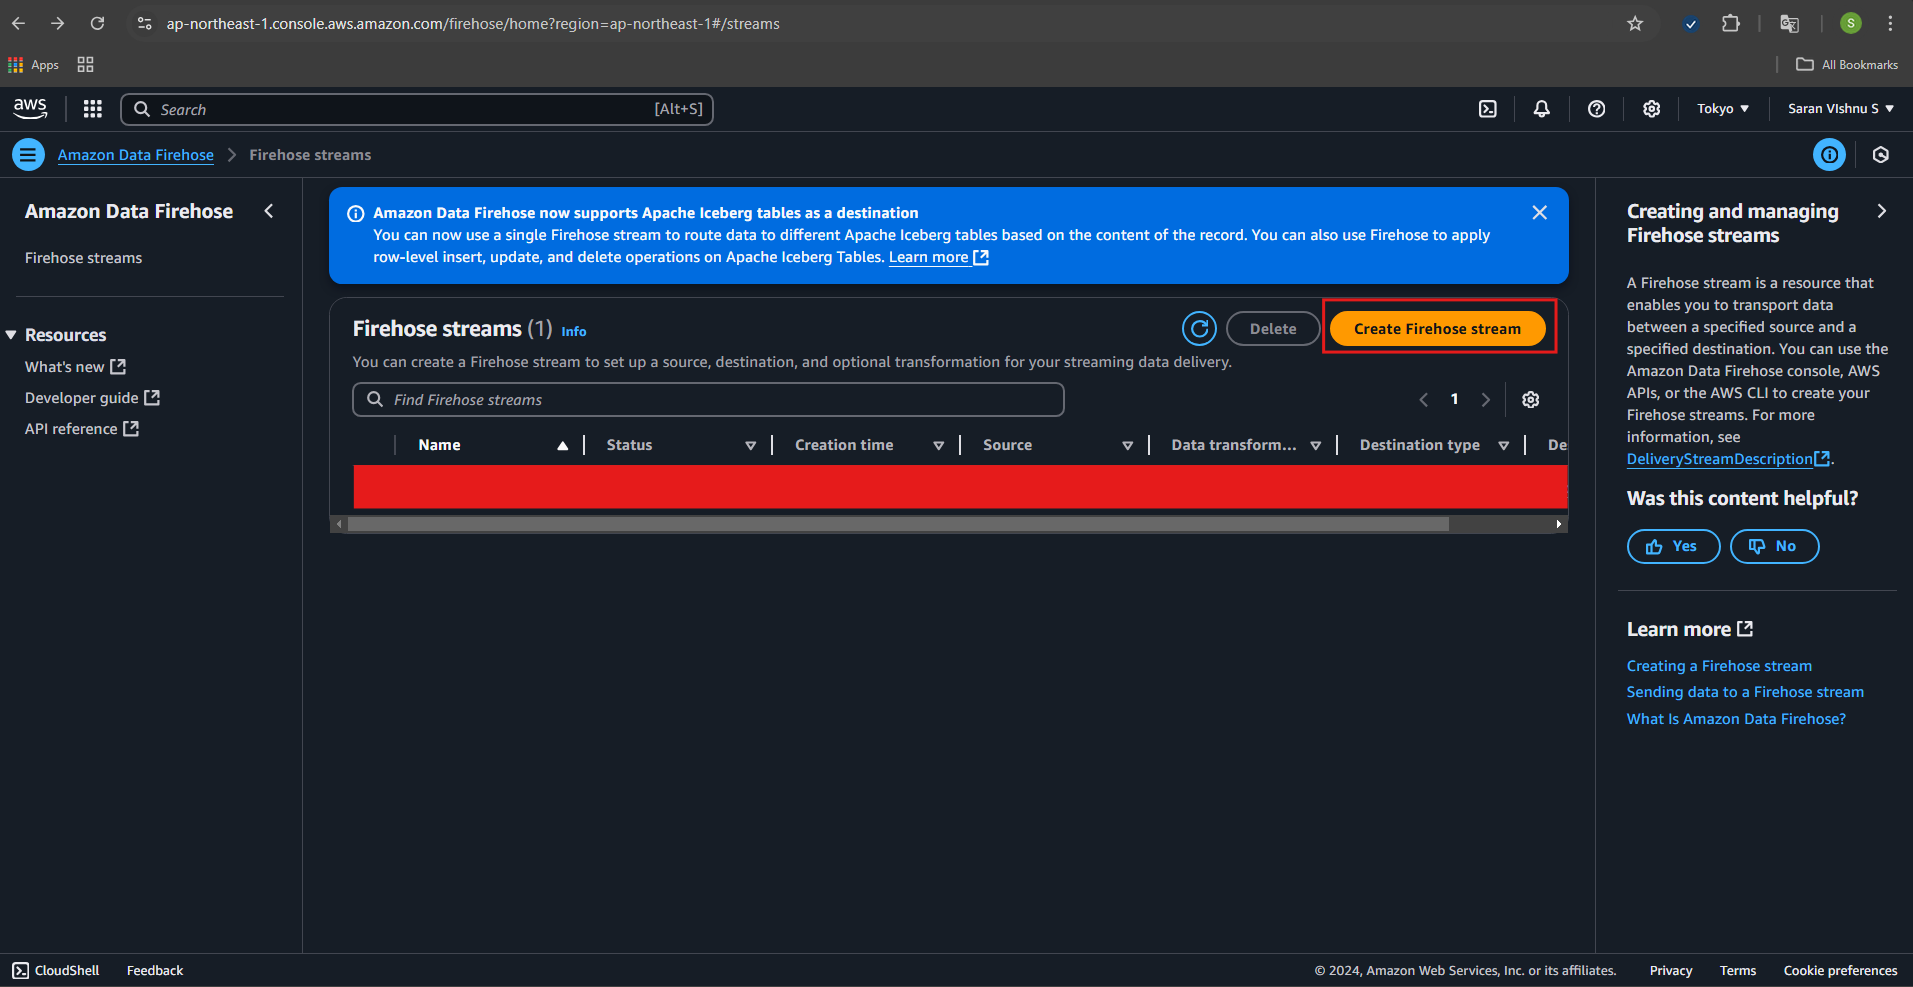 ap-northeast-1.console.aws.amazon.com/firehose/home?region=ap-northeast-1#/streams
S
Apps
All Bookmarks
aws
Search
[Alt+S]
Tokyo
Saran VIshnu S
Amazon Data Firehose
Firehose streams
Amazon Data Firehose
Firehose streams
Resources
What's new
Developer guide
API reference
Amazon Data Firehose now supports Apache Iceberg tables as a destination
You can now use a single Firehose stream to route data to different Apache Iceberg tables based on the content of the record. You can also use Firehose to apply
row-level insert, update, and delete operations on Apache Iceberg Tables. Learn more
Firehose streams (1) Info
Delete
Create Firehose stream
You can create a Firehose stream to set up a source, destination, and optional transformation for your streaming data delivery.
Find Firehose streams
1
Name
Status
Creation time
Source
Data transform...
Destination type
De
Creating and managing
Firehose streams
A Firehose stream is a resource that
enables you to transport data
between a specified source and a
specified destination. You can use the
Amazon Data Firehose console, AWS
APIs, or the AWS CLI to create your
Firehose streams. For more
information, see
DeliveryStreamDescription.
Was this content helpful?
Yes
No
Learn more
Creating a Firehose stream
Sending data to a Firehose stream
What Is Amazon Data Firehose?
CloudShell
Feedback
© 2024, Amazon Web Services, Inc. or its affiliates.
Privacy
Terms
Cookie preferences